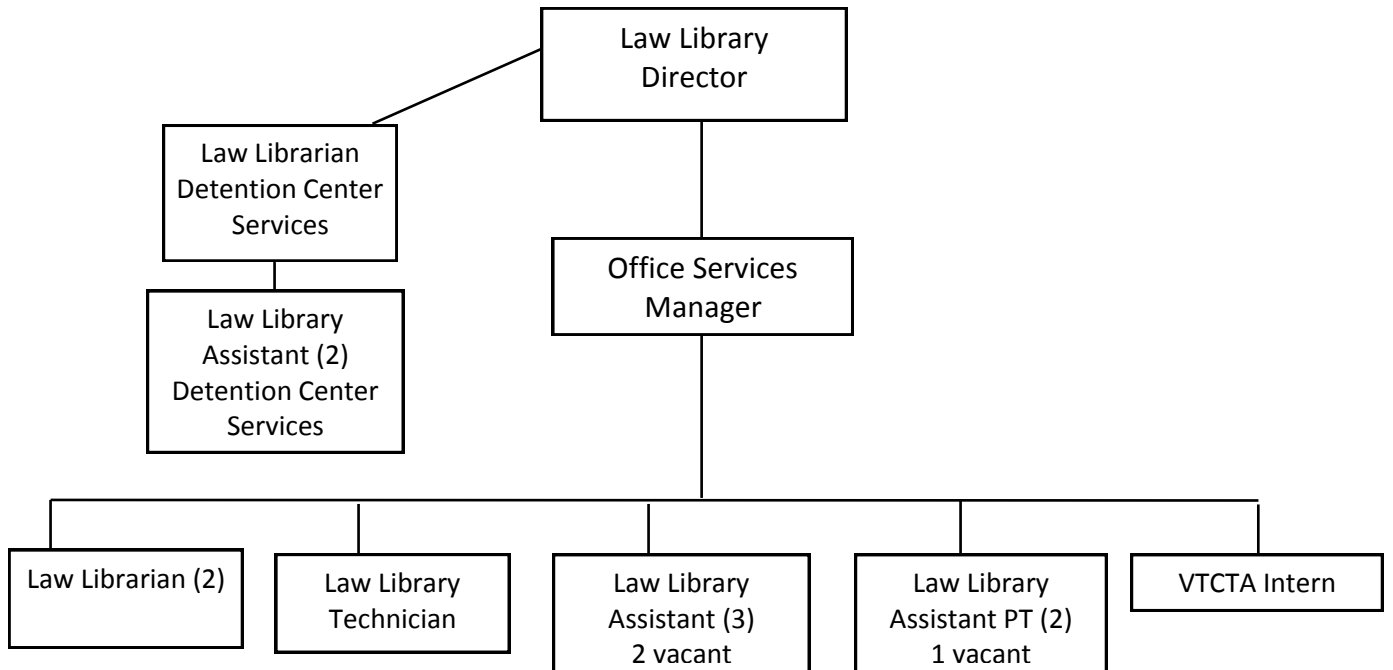 Law Library
Director
Law Librarian
Detention Center
Services
Office Services
Manager
Law Library
Assistant (2)
Detention Center
Services
Law Librarian (2)
Law Library
Technician
Law Library
Assistant (3)
2 vacant
Law Library
Assistant PT (2)
1 vacant
VTCTA Intern